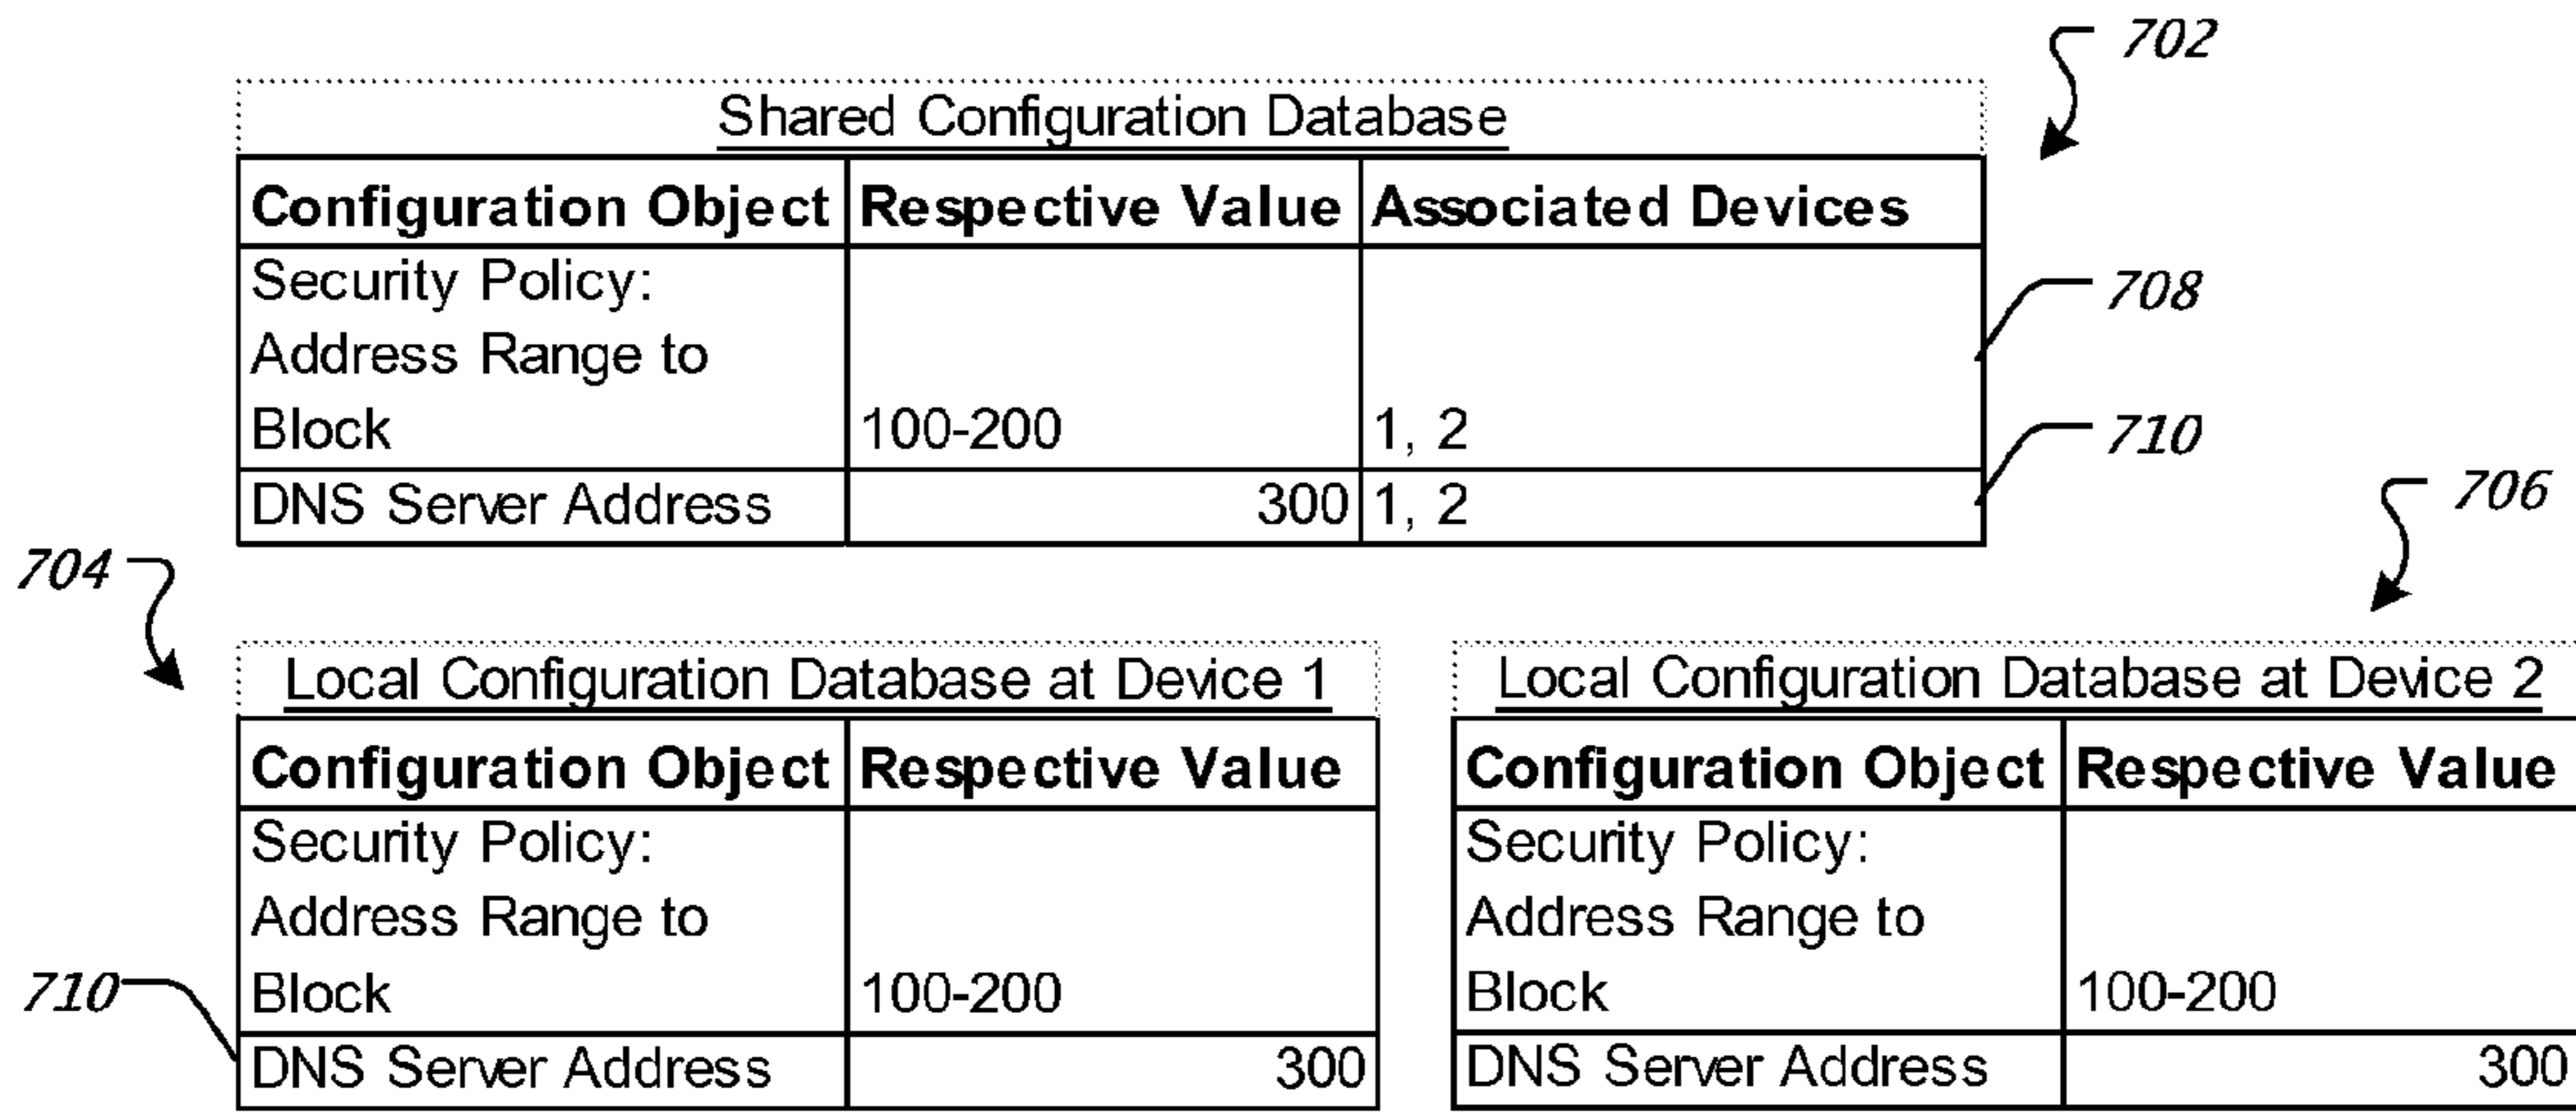 702
Shared Configuration Database
Configuration Object Respective Value Associated Devices
Security Policy:
Address Range to
Block 100-200 1, 2
708
DNS Server Address 300 1, 2
710
704
706
Local Configuration Database at Device 1
Configuration Object Respective Value
Security Policy:
Address Range to
Block 100-200
710
DNS Server Address 300
Local Configuration Database at Device 2
Configuration Object Respective Value
Security Policy:
Address Range to
Block 100-200
DNS Server Address 300